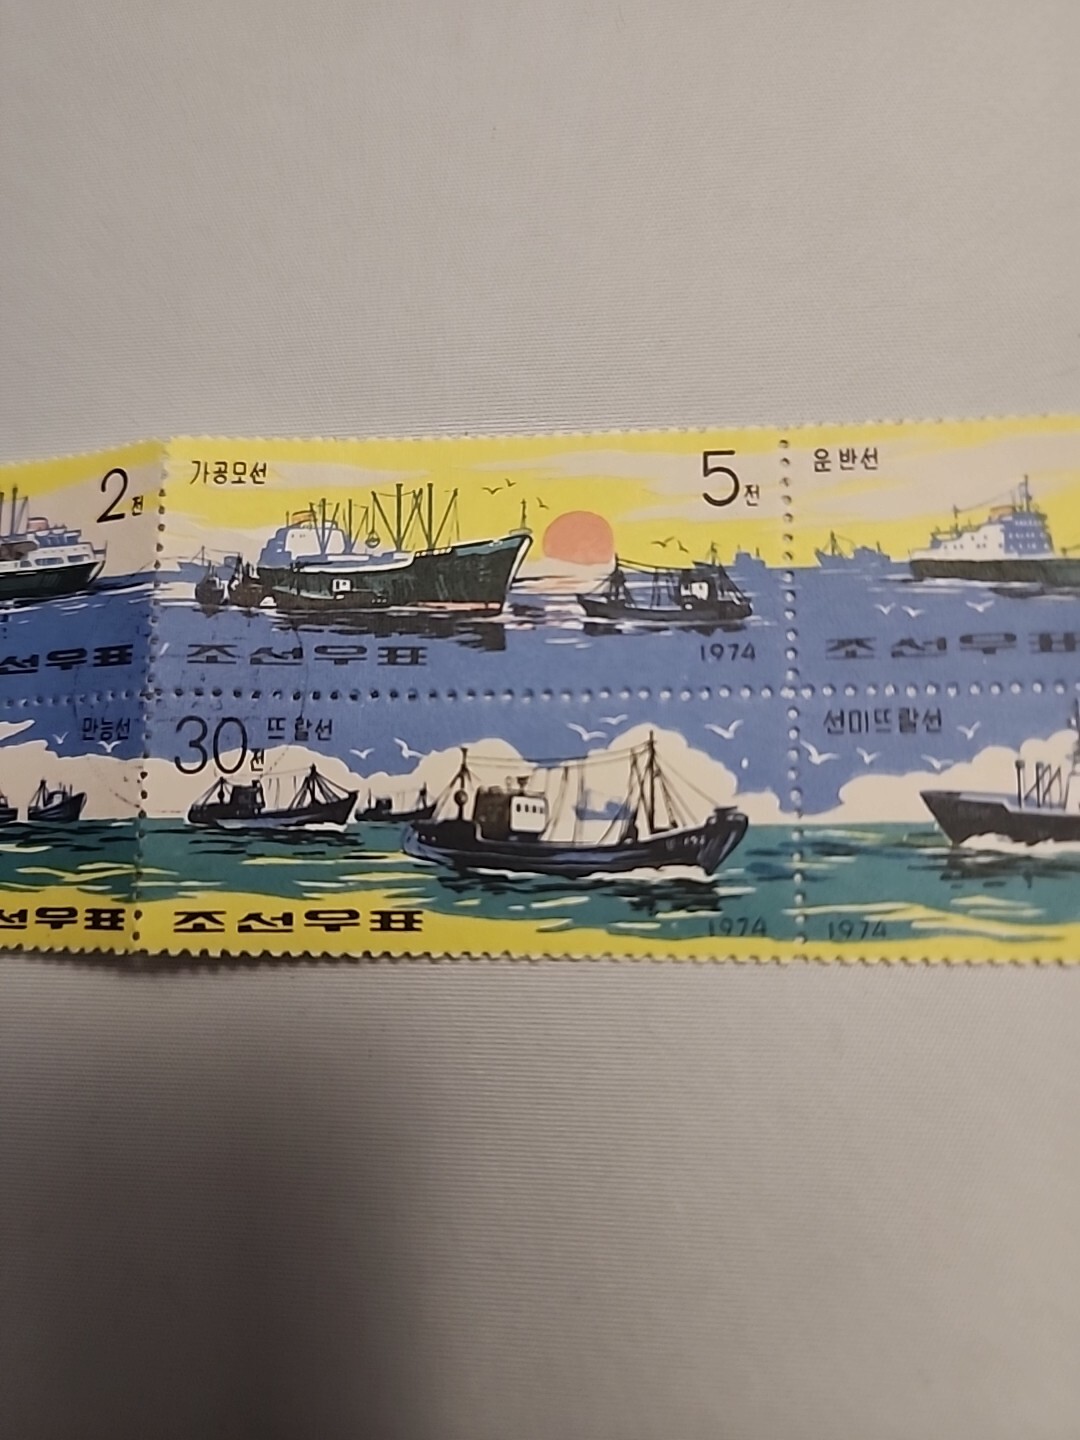 2전
가공모선
5전
운반선
선우표
조선우표
1974
조선우표
만능선
30전
뜨랄선
선미뜨랄선
선우표
조선우표
1974
1974